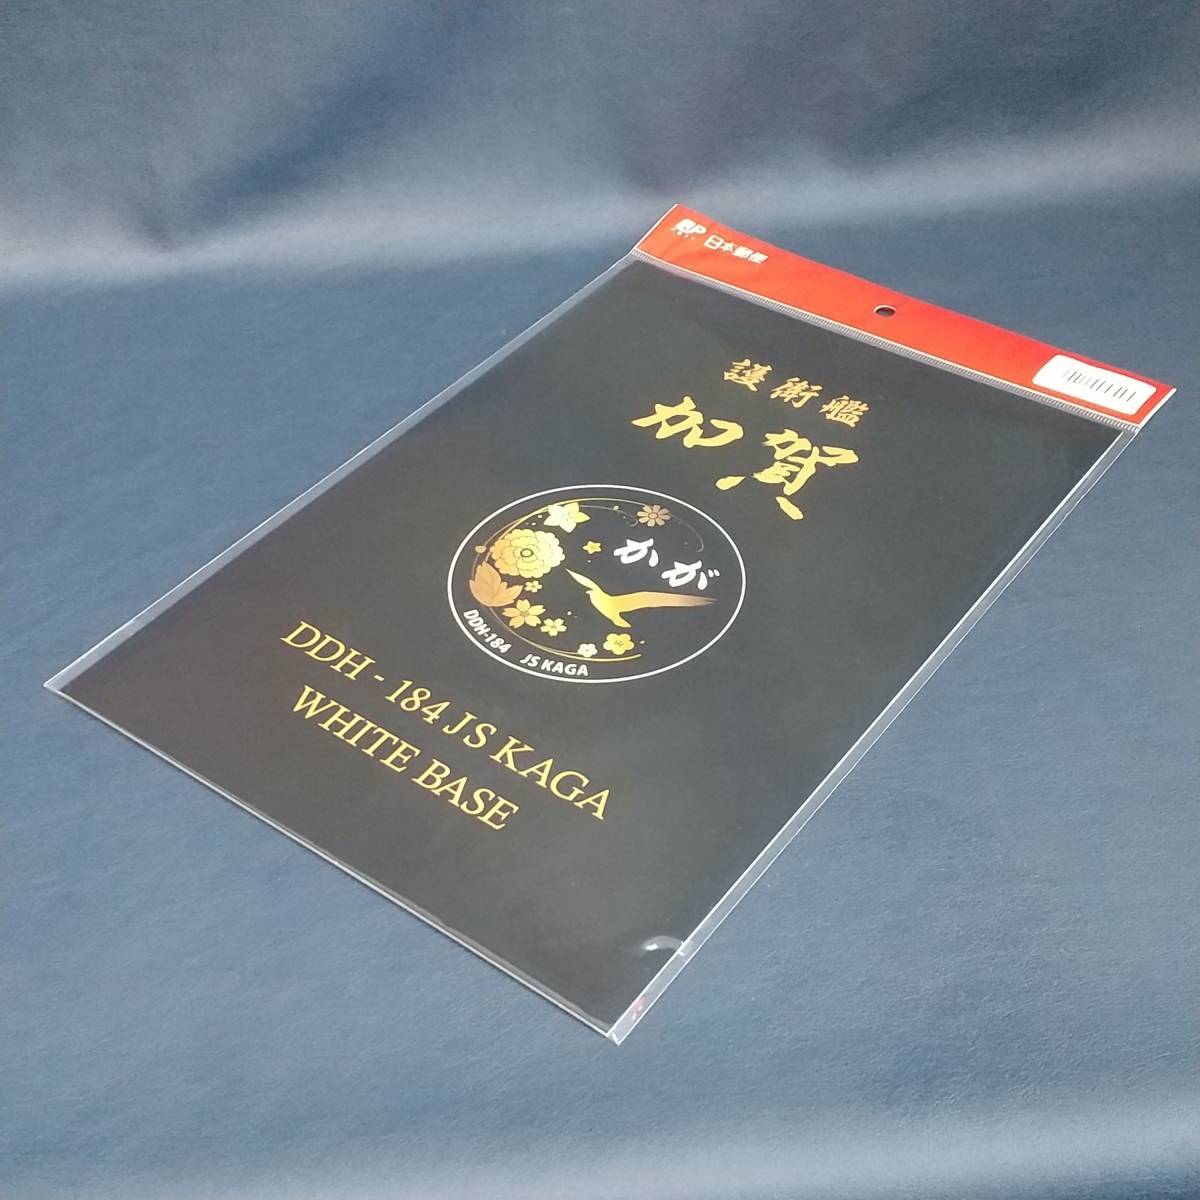 日本郵便
護衛艦
加賀
かが
DDH-184 JS KAGA
DDH - 184 JS KAGA
WHITE BASE